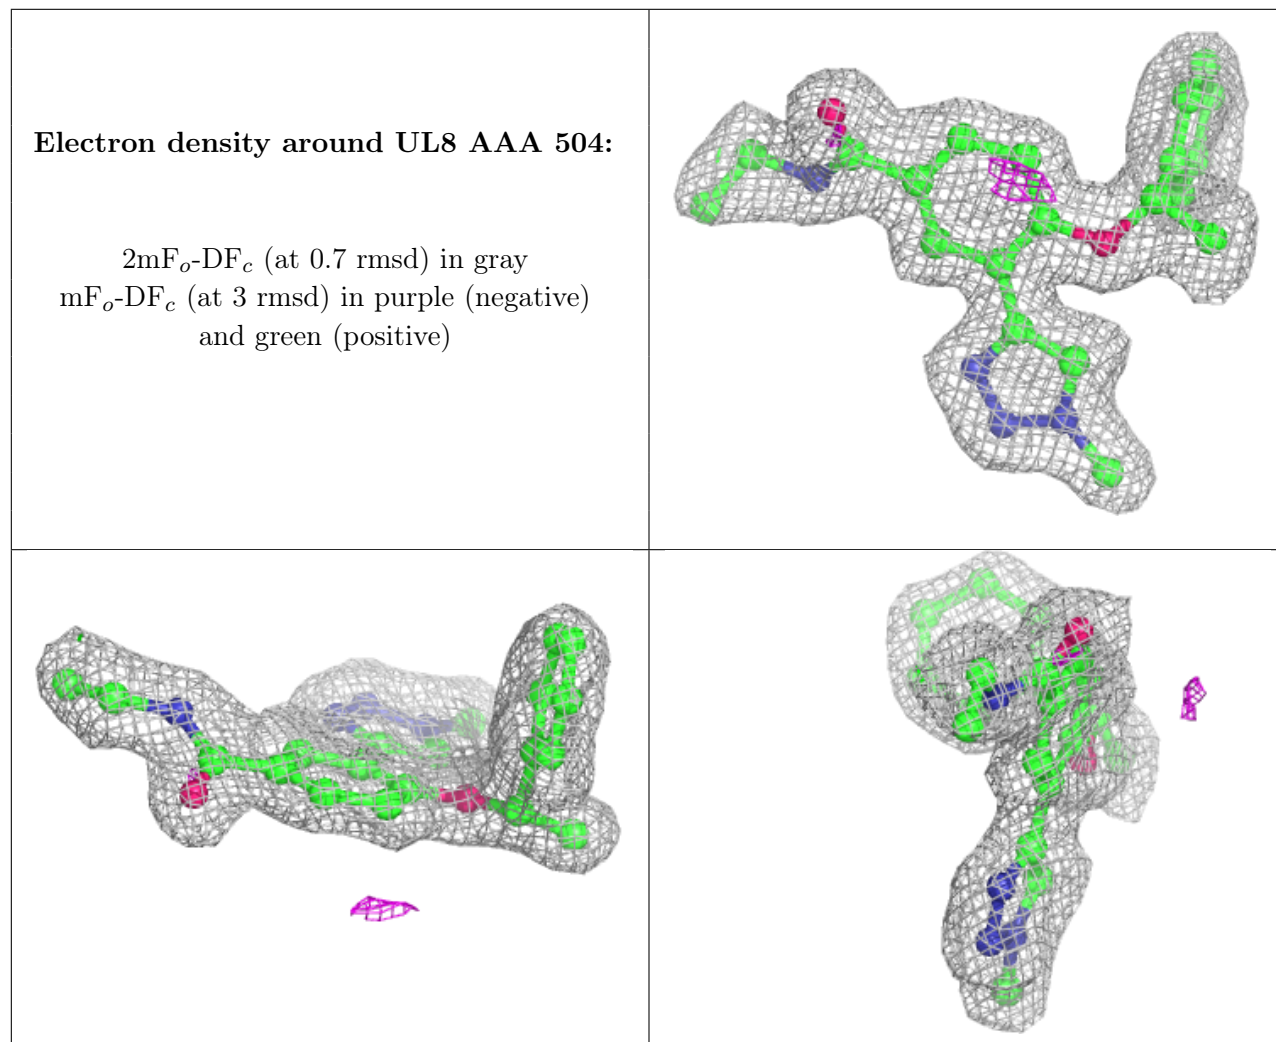 Electron density around UL8 AAA 504:
2mFₒ-DF𝒸 (at 0.7 rmsd) in gray
mFₒ-DF𝒸 (at 3 rmsd) in purple (negative)
and green (positive)